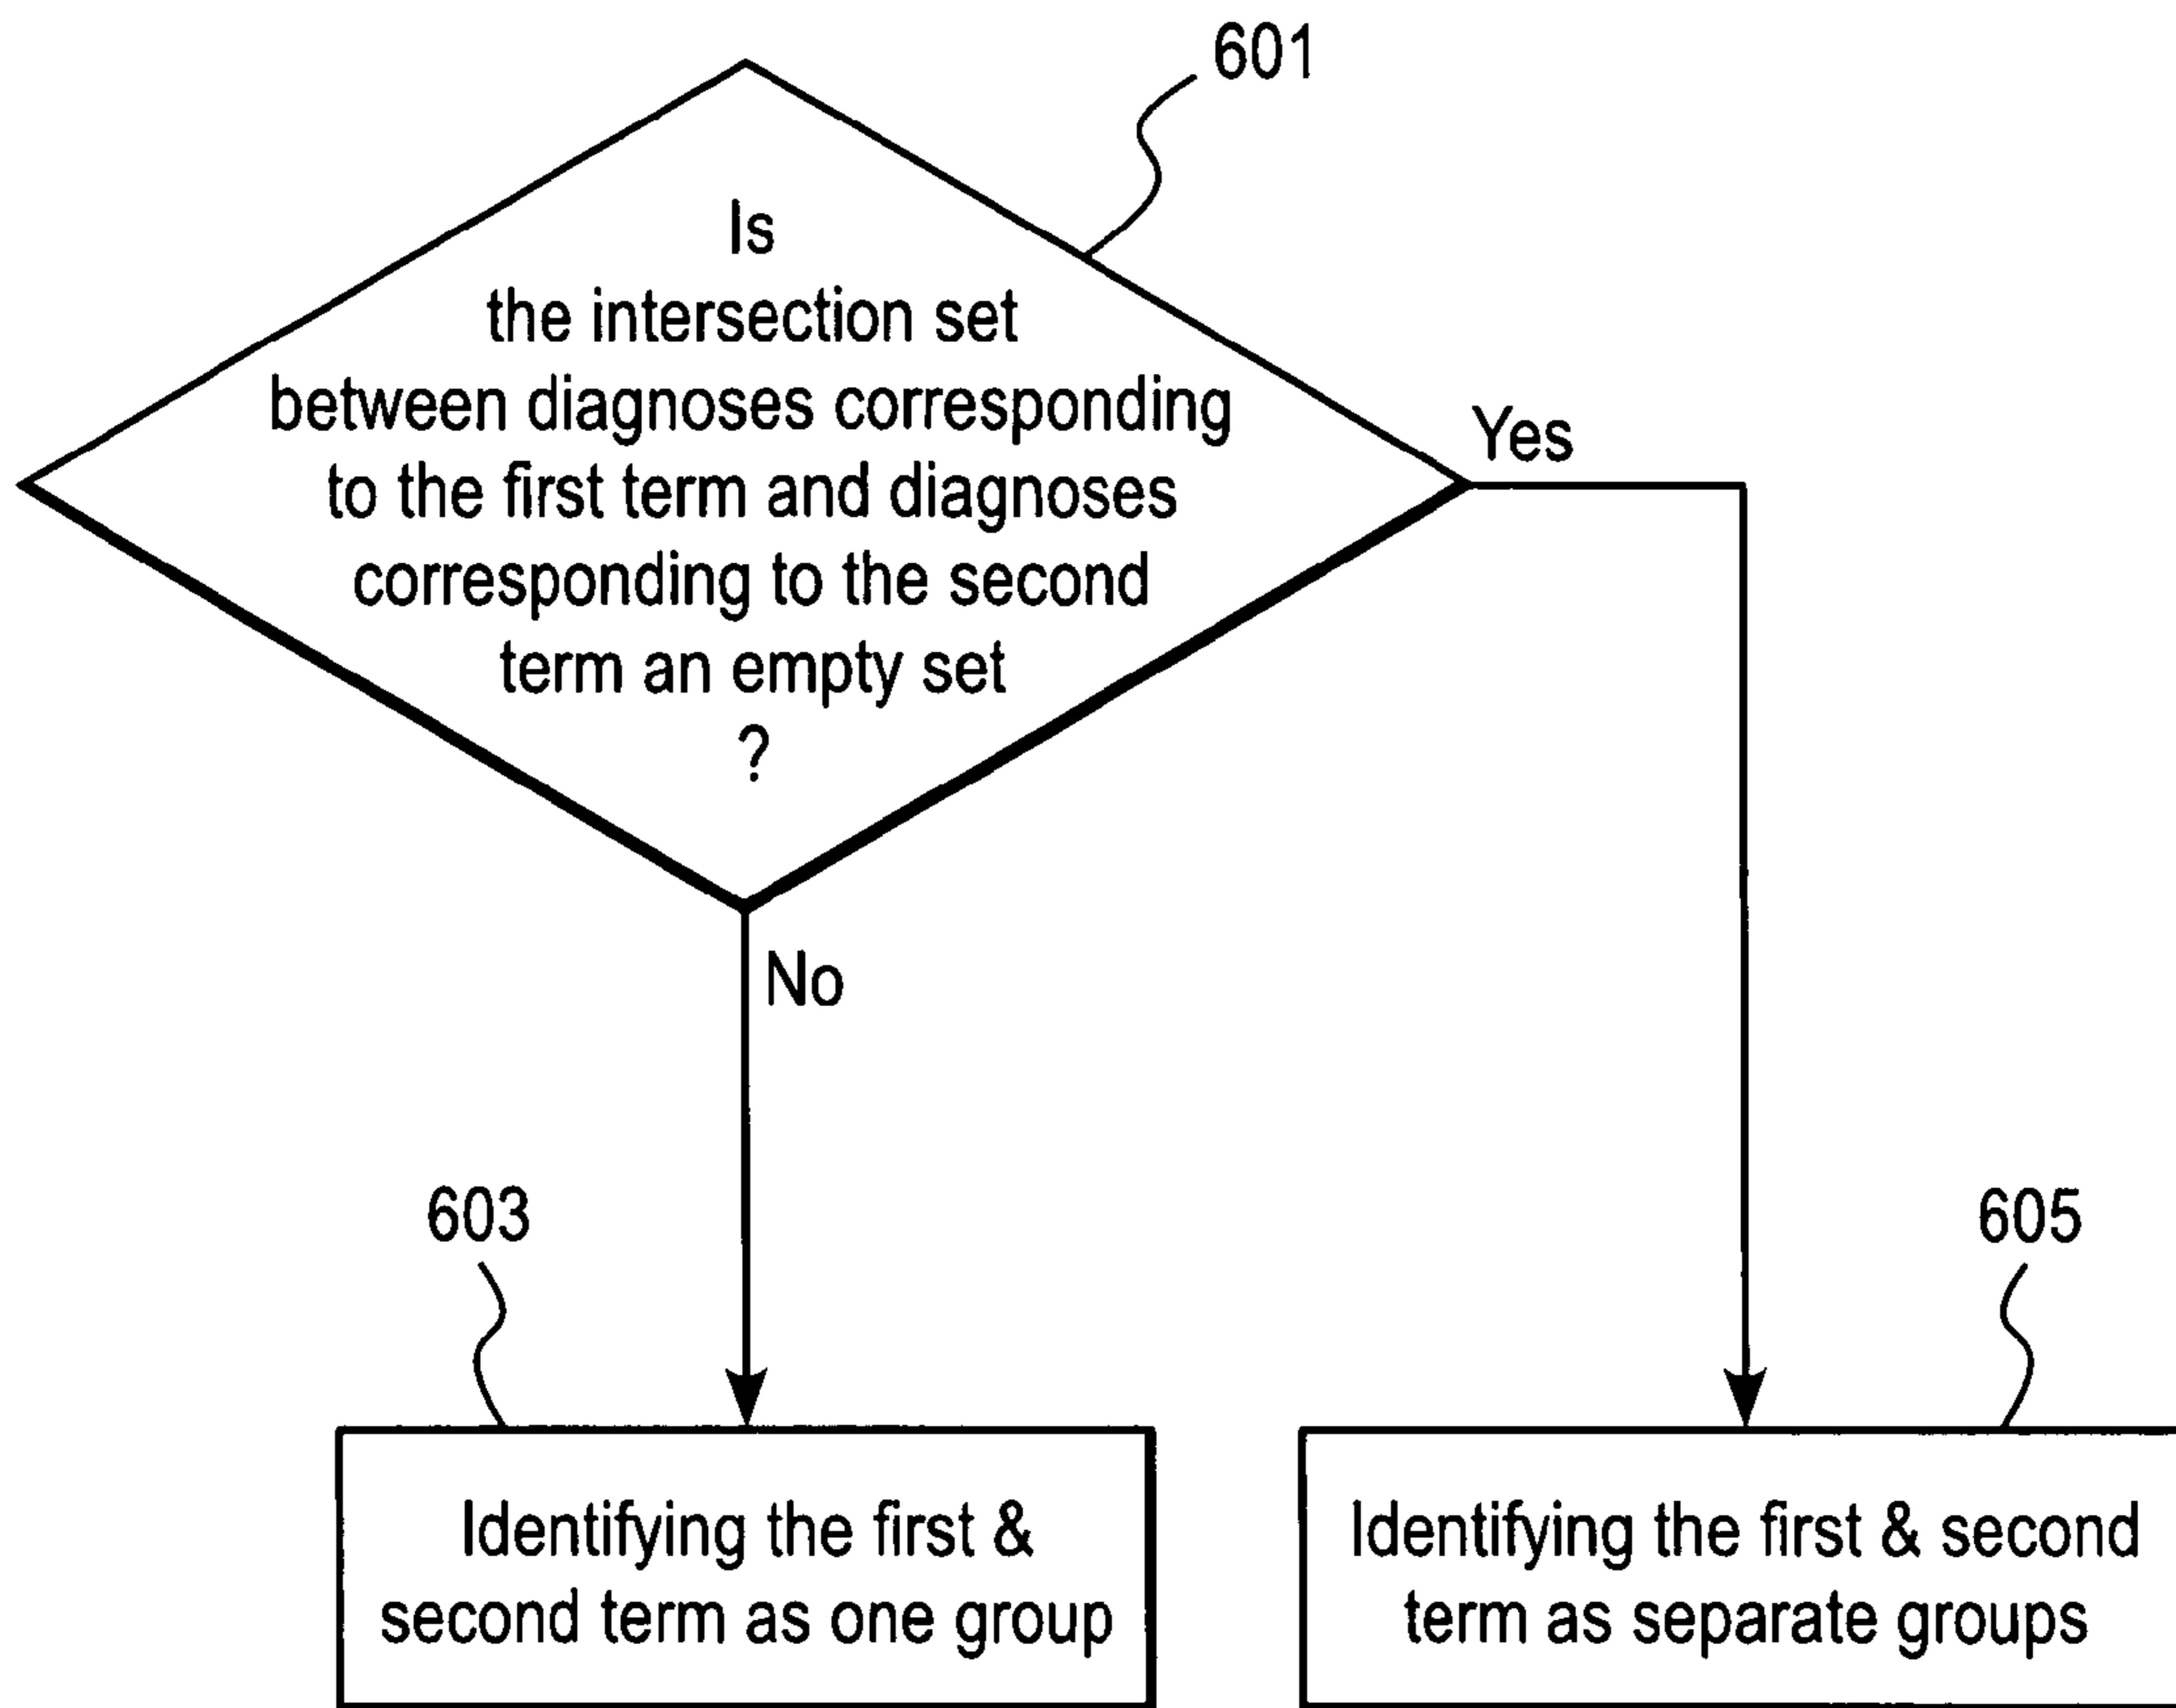 601
Is
the intersection set
between diagnoses corresponding
to the first term and diagnoses
corresponding to the second
term an empty set
?
Yes
No
603
605
Identifying the first &
second term as one group
Identifying the first & second
term as separate groups